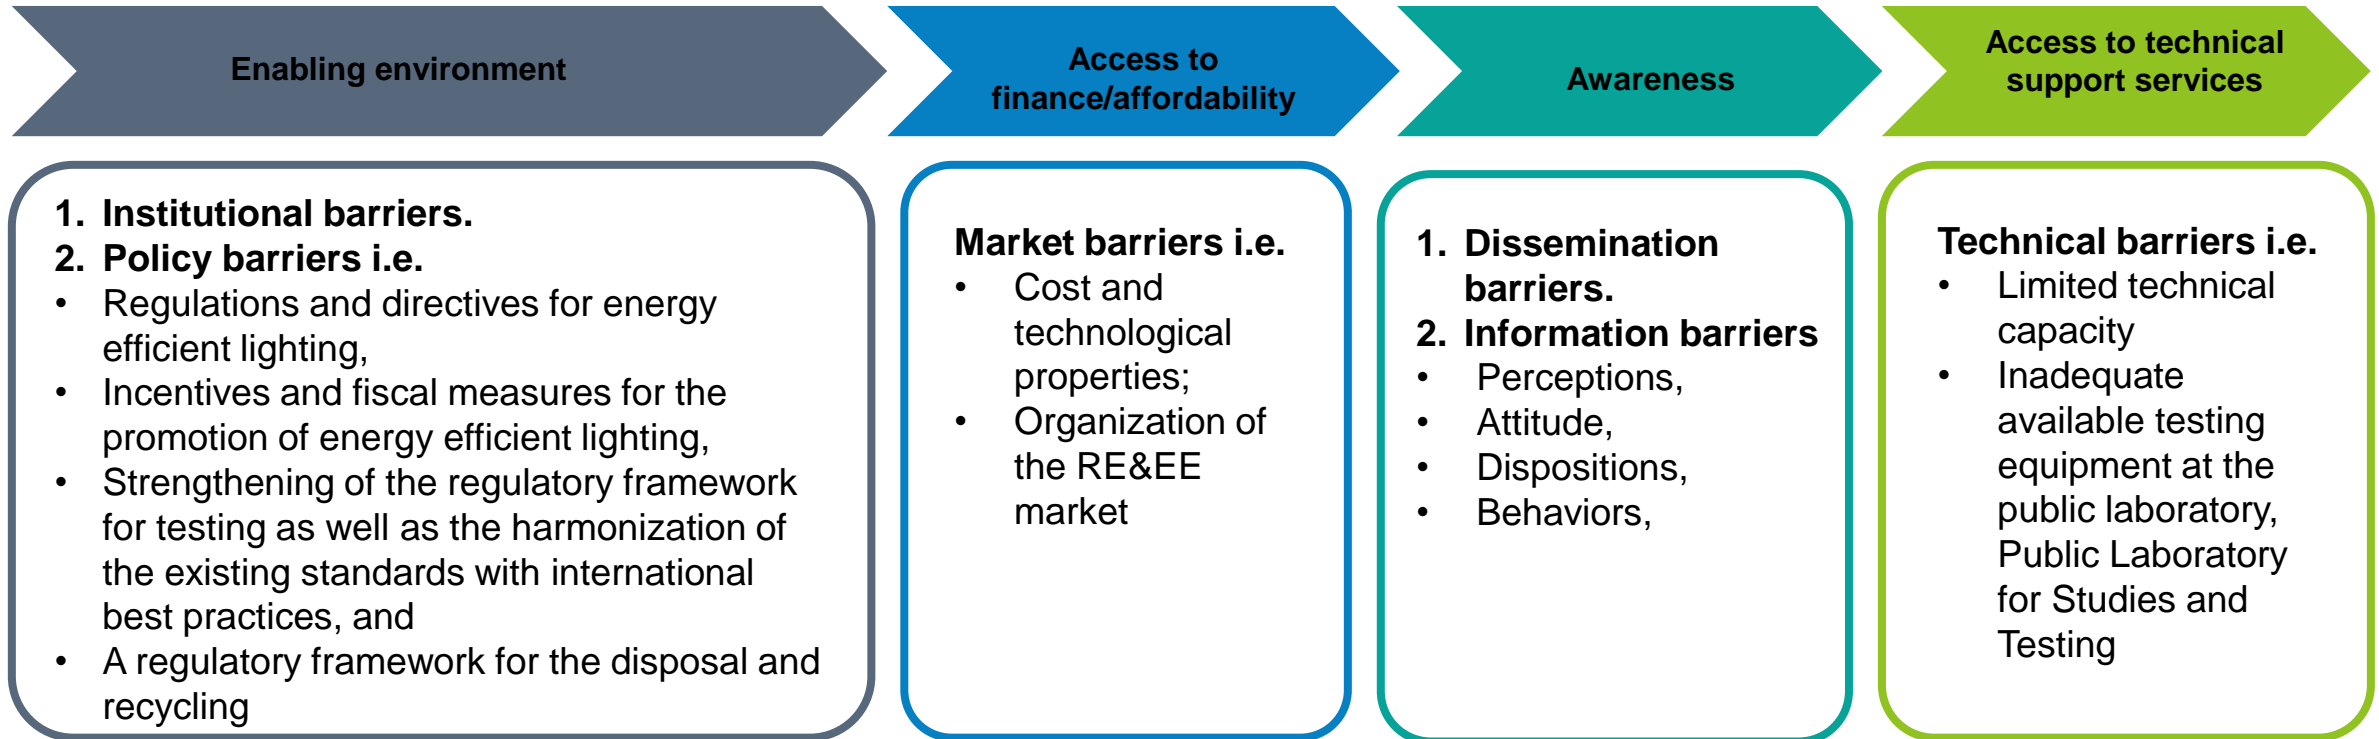 Enabling environment
Access to
finance/affordability
Awareness
Access to technical
support services
1. Institutional barriers.
2. Policy barriers i.e.
• Regulations and directives for energy
efficient lighting,
• Incentives and fiscal measures for the
promotion of energy efficient lighting,
• Strengthening of the regulatory framework
for testing as well as the harmonization of
the existing standards with international
best practices, and
• A regulatory framework for the disposal and
recycling
Market barriers i.e.
• Cost and
technological
properties;
• Organization of
the RE&EE
market
1. Dissemination
barriers.
2. Information barriers
• Perceptions,
• Attitude,
• Dispositions,
• Behaviors,
Technical barriers i.e.
• Limited technical
capacity
• Inadequate
available testing
equipment at the
public laboratory,
Public Laboratory
for Studies and
Testing